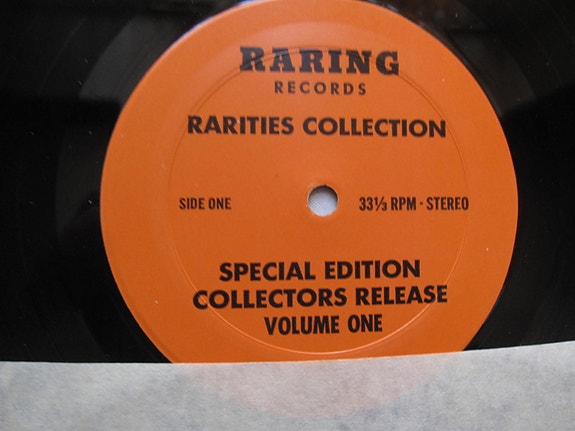 RARING
RECORDS
RARITIES COLLECTION
SIDE ONE 33⅓ RPM - STEREO
SPECIAL EDITION
COLLECTORS RELEASE
VOLUME ONE